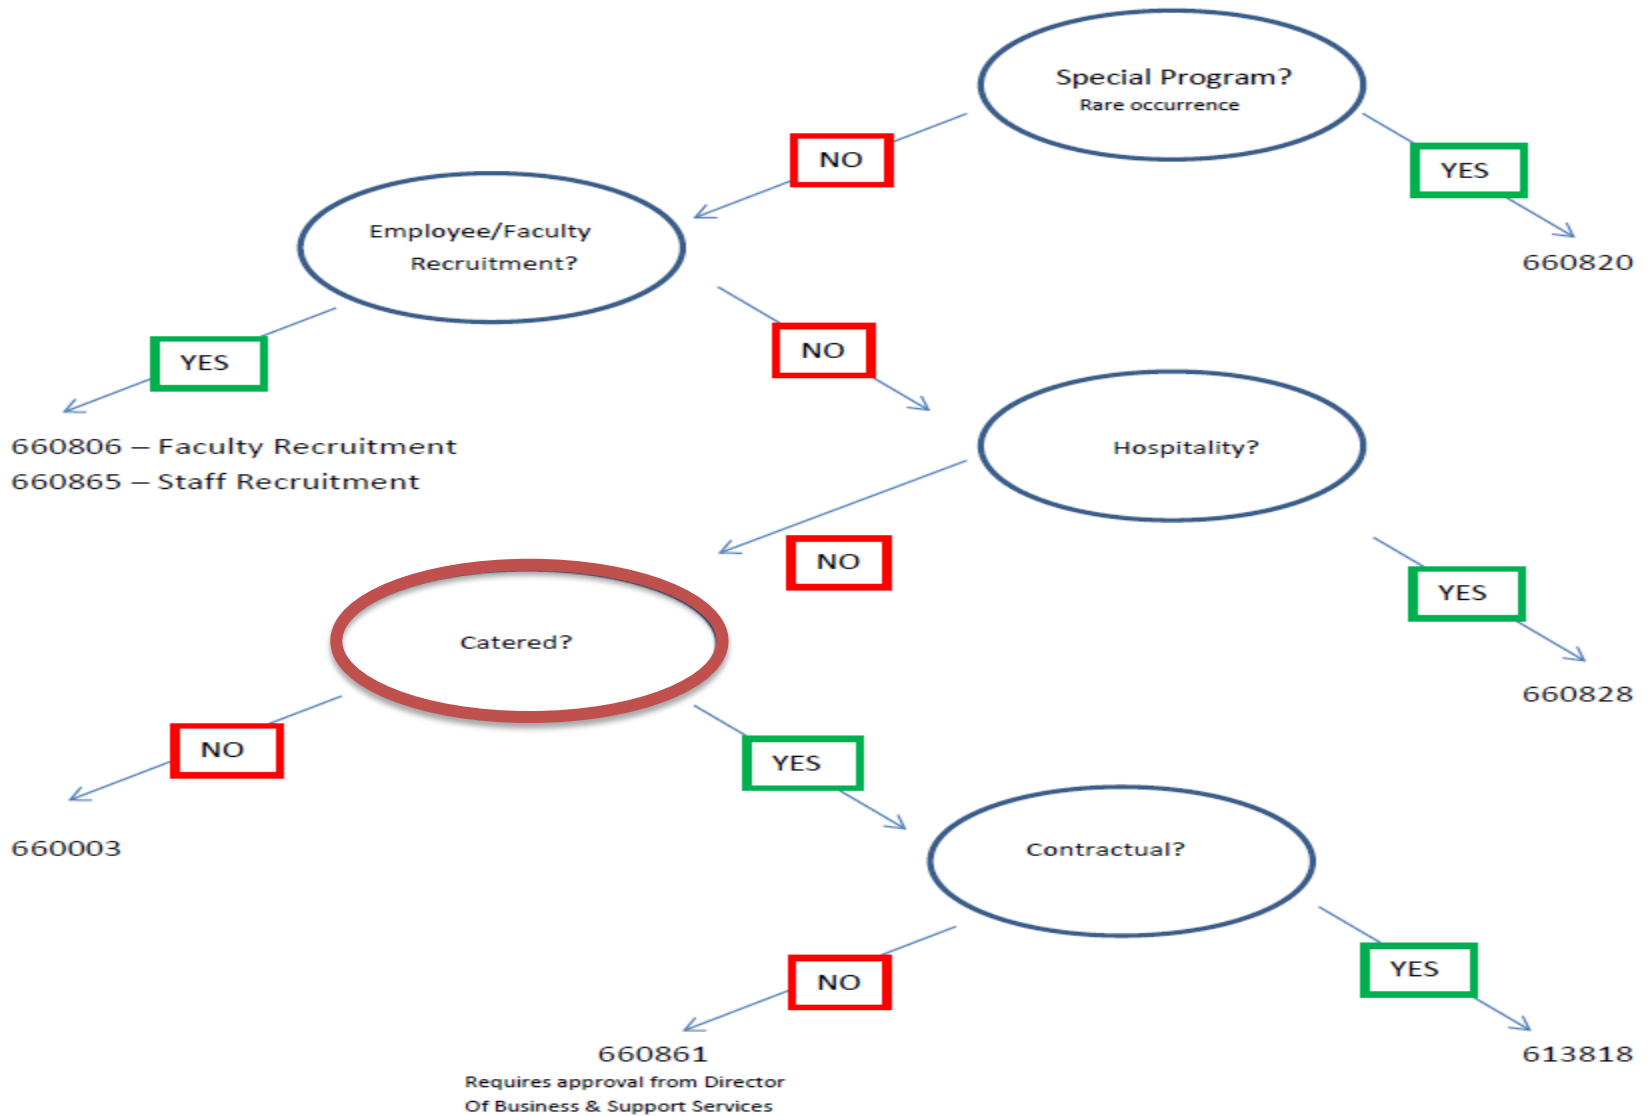 Special Program?
Rare occurrence
NO
YES
Employee/Faculty
Recruitment?
660820
YES
NO
660806 – Faculty Recruitment
660865 – Staff Recruitment
Hospitality?
NO
YES
Catered?
660828
NO
YES
660003
Contractual?
NO
YES
660861
Requires approval from Director
Of Business & Support Services
613818